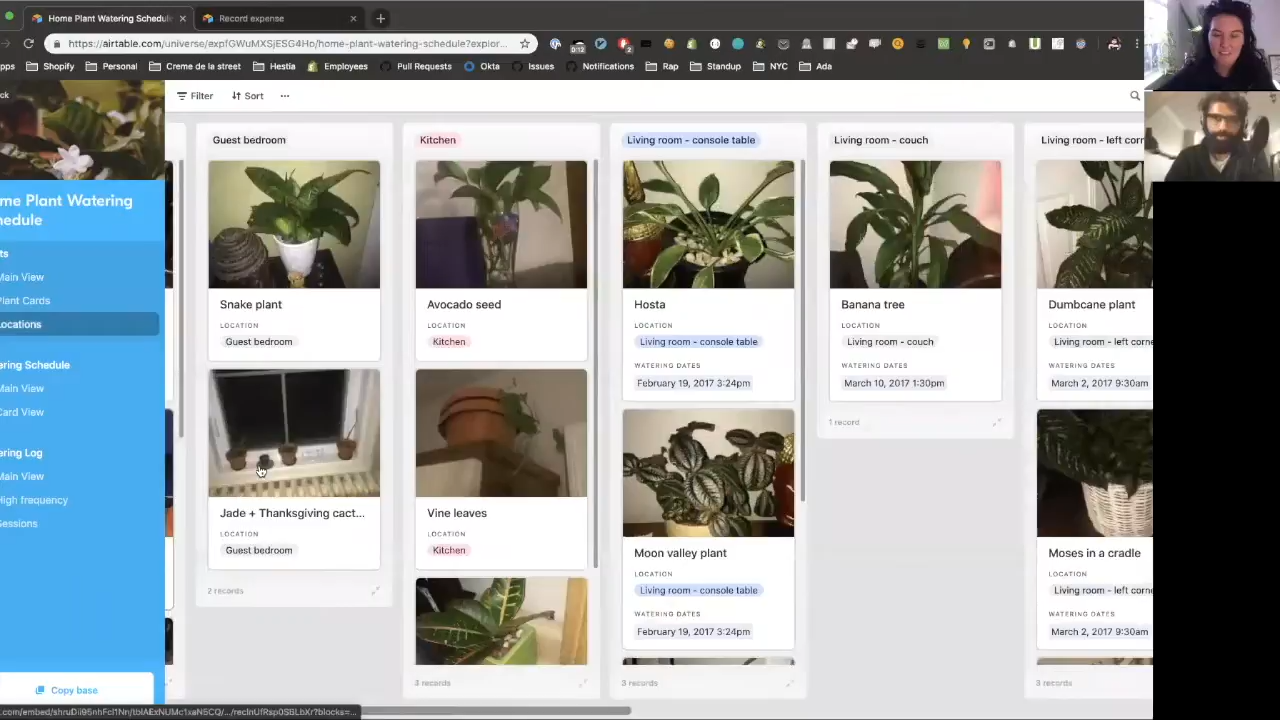 Home Plant Watering Schedule
Record expense
https://airtable.com/universe/expfGWuMXSjESG4Ho/home-plant-watering-schedule?explor...
0:12
2
pps
Shopify
Personal
Creme de la street
Hestia
Employees
Pull Requests
Okta
Issues
Notifications
Rap
Standup
NYC
Ada
ck
Filter
Sort
me Plant Watering
hedule
ts
Main View
Plant Cards
Locations
ering Schedule
Main View
Card View
ering Log
Main View
High frequency
Sessions
Copy base
Guest bedroom
Snake plant
LOCATION
Guest bedroom
Jade + Thanksgiving cact...
LOCATION
Guest bedroom
2 records
Kitchen
Avocado seed
LOCATION
Kitchen
Vine leaves
LOCATION
Kitchen
3 records
Living room - console table
Hosta
LOCATION
Living room - console table
WATERING DATES
February 19, 2017 3:24pm
Moon valley plant
LOCATION
Living room - console table
WATERING DATES
February 19, 2017 3:24pm
3 records
Living room - couch
Banana tree
LOCATION
Living room - couch
WATERING DATES
March 10, 2017 1:30pm
1 record
Living room - left corn
Dumbcane plant
LOCATION
Living room - left corne
WATERING DATES
March 2, 2017 9:30am
Moses in a cradle
LOCATION
Living room - left corne
WATERING DATES
March 2, 2017 9:30am
3 records